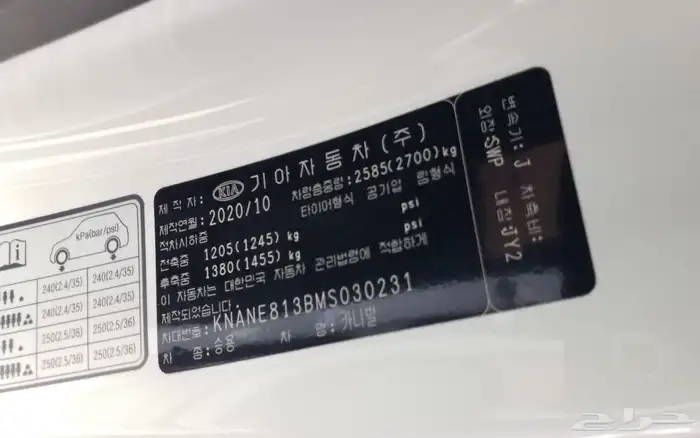 제 작 자: KIA 기아자동차(주)
제작연월: 2020/10 차량총중량: 2585(2700)kg
적차시하중 타이어형식 공기압 림형식
전축중 1205(1245) kg psi
후축중 1380(1455) kg psi
이 자동차는 대한민국 자동차 관리법령에 적합하게
제작되었습니다.
차대번호: KNANE813BMS030231
차 종: 승용 차 명: 카니발
변속기: J 차축비:
외장:SWP 내장:JY2
kPa(bar/psi)
240(2.4/35) 240(2.4/35)
240(2.4/35) 240(2.4/35)
250(2.5/36) 250(2.5/36)
250(2.5/36) 250(2.5/36)
حراج